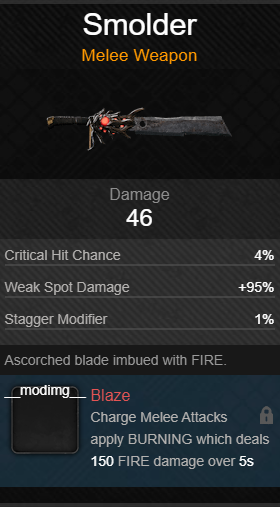 Smolder
Melee Weapon
Damage
46
Critical Hit Chance 4%
Weak Spot Damage +95%
Stagger Modifier 1%
Ascorched blade imbued with FIRE.
__modimg__
Blaze
Charge Melee Attacks
apply BURNING which deals
150 FIRE damage over 5s